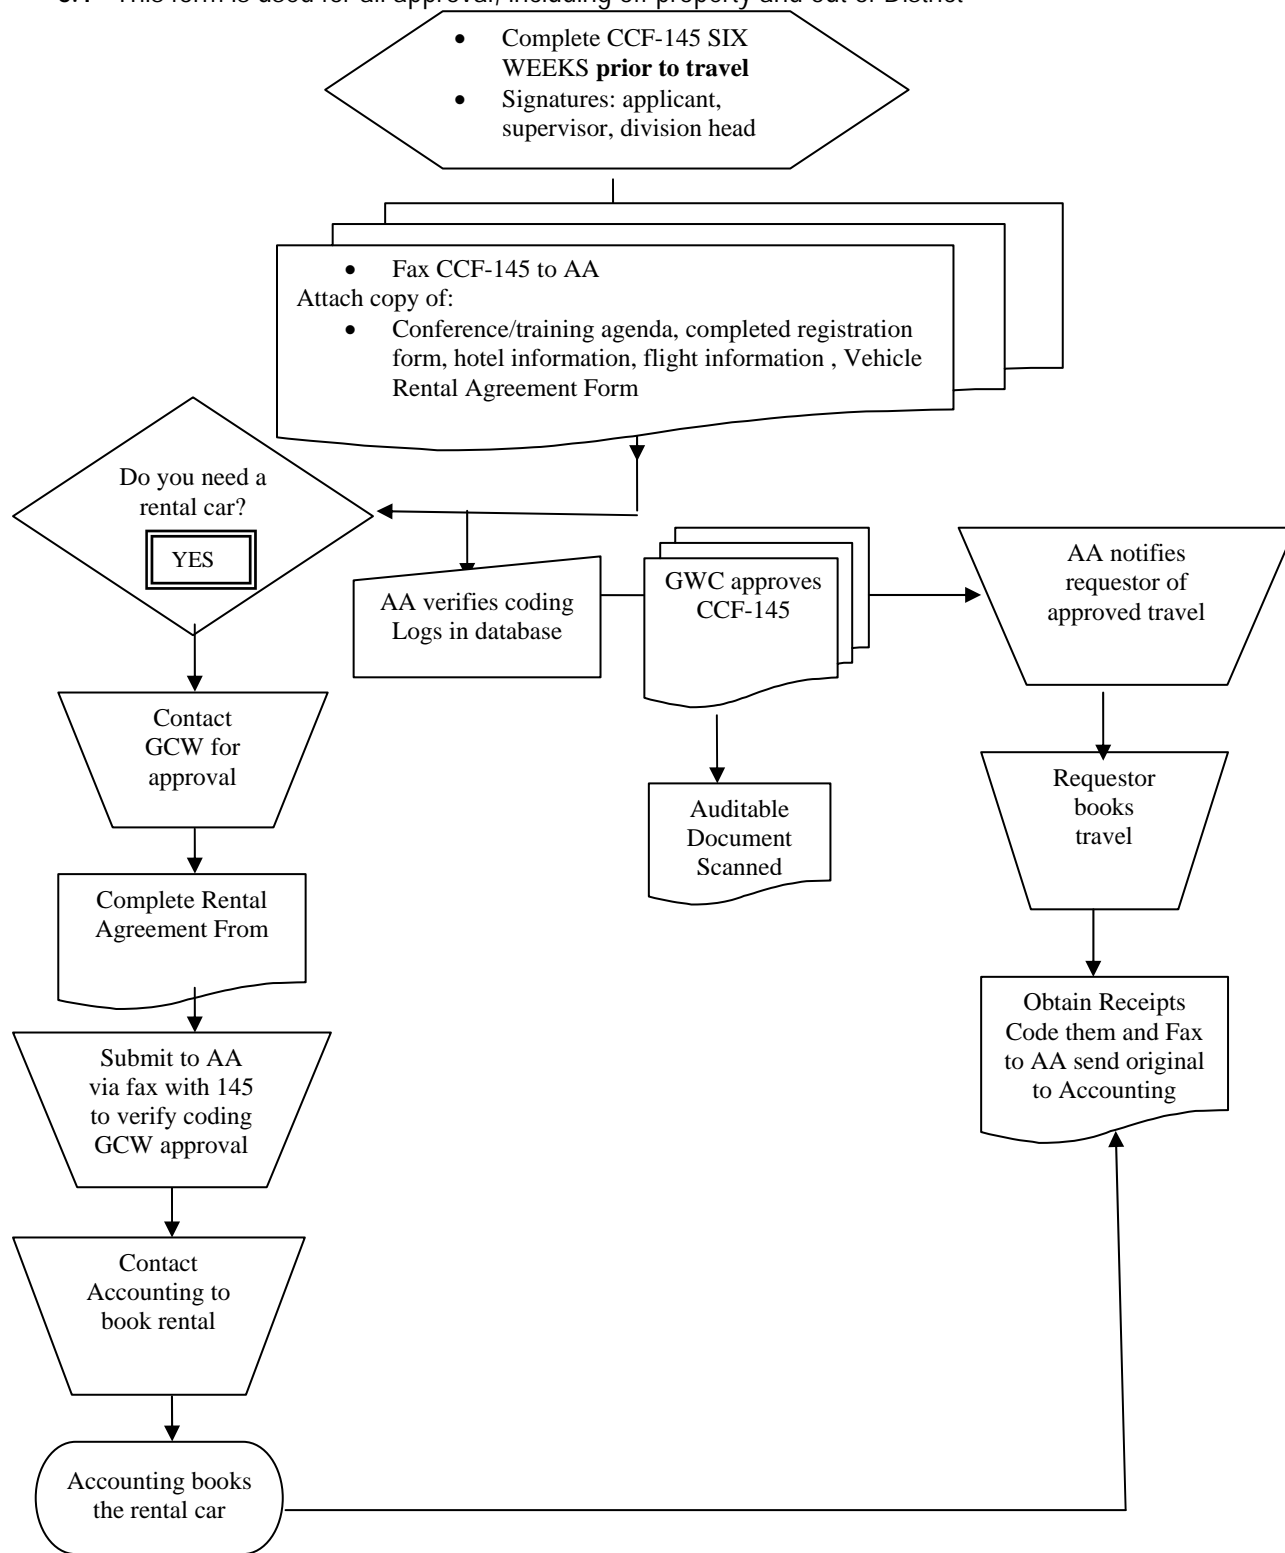 This form is used for all approval, including off property and out of District
• Complete CCF-145 SIX
WEEKS prior to travel
• Signatures: applicant,
supervisor, division head
• Fax CCF-145 to AA
Attach copy of:
• Conference/training agenda, completed registration
form, hotel information, flight information , Vehicle
Rental Agreement Form
Do you need a
rental car?
YES
AA verifies coding
Logs in database
GWC approves
CCF-145
AA notifies
requestor of
approved travel
Contact
GCW for
approval
Auditable
Document
Scanned
Requestor
books
travel
Complete Rental
Agreement From
Obtain Receipts
Code them and Fax
to AA send original
to Accounting
Submit to AA
via fax with 145
to verify coding
GCW approval
Contact
Accounting to
book rental
Accounting books
the rental car